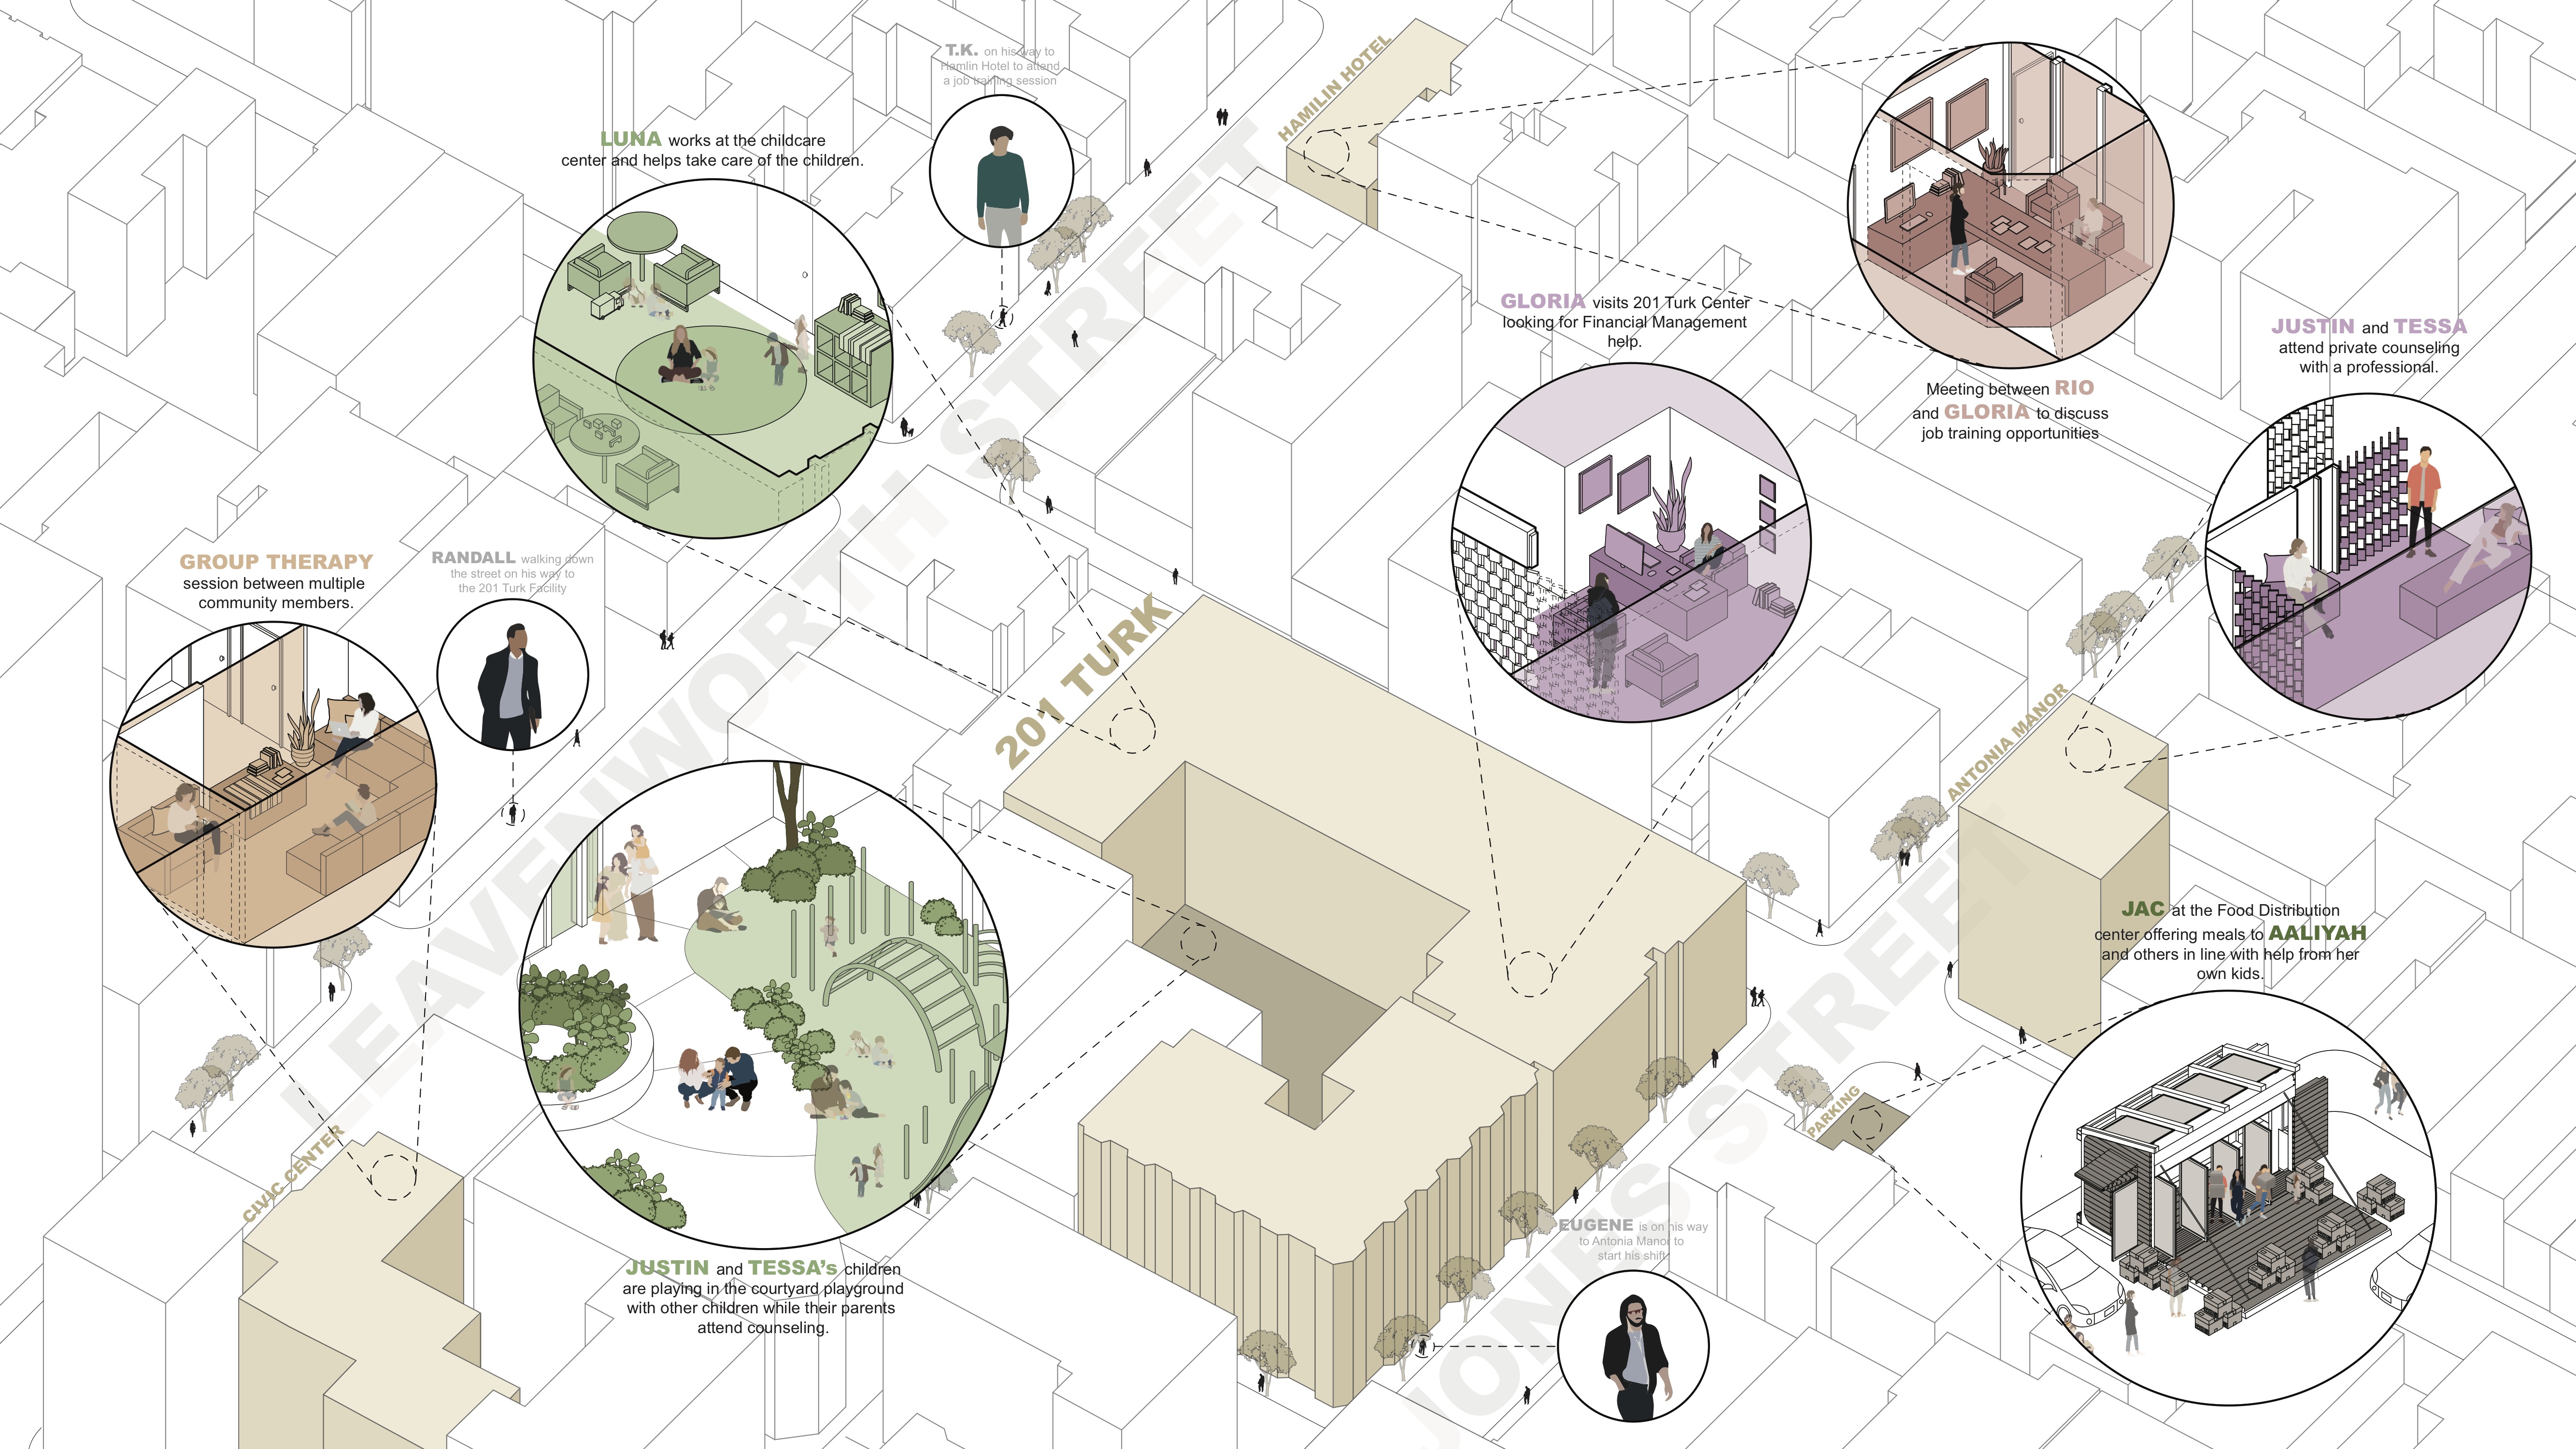 T.K. on his way to
Hamlin Hotel to attend
a job training session
HAMILIN HOTEL
LUNA works at the childcare
center and helps take care of the children.
GLORIA visits 201 Turk Center
looking for Financial Management
help.
Meeting between RIO
and GLORIA to discuss
job training opportunities
JUSTIN and TESSA
attend private counseling
with a professional.
GROUP THERAPY
session between multiple
community members.
RANDALL walking down
the street on his way to
the 201 Turk Facility
LEAVENWORTH STREET
201 TURK
ANTONIA MANOR
JAC at the Food Distribution
center offering meals to AALIYAH
and others in line with help from her
own kids.
PARKING
CIVIC CENTER
JONES STREET
EUGENE is on his way
to Antonia Manor to
start his shift
JUSTIN and TESSA's children
are playing in the courtyard playground
with other children while their parents
attend counseling.